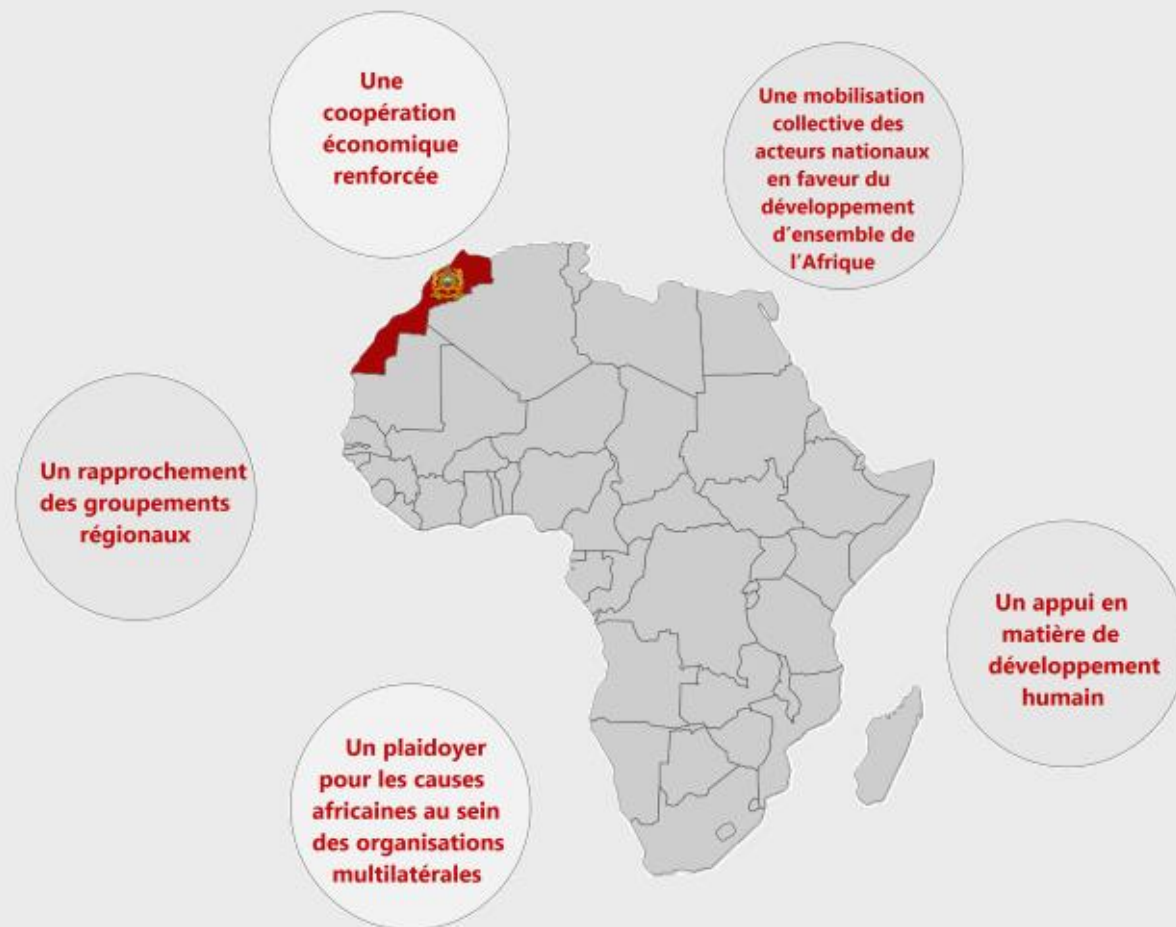 Une
coopération
économique
renforcée
Une mobilisation
collective des
acteurs nationaux
en faveur du
développement
d'ensemble de
l'Afrique
Un rapprochement
des groupements
régionaux
Un appui en
matière de
développement
humain
Un plaidoyer
pour les causes
africaines au sein
des organisations
multilatérales